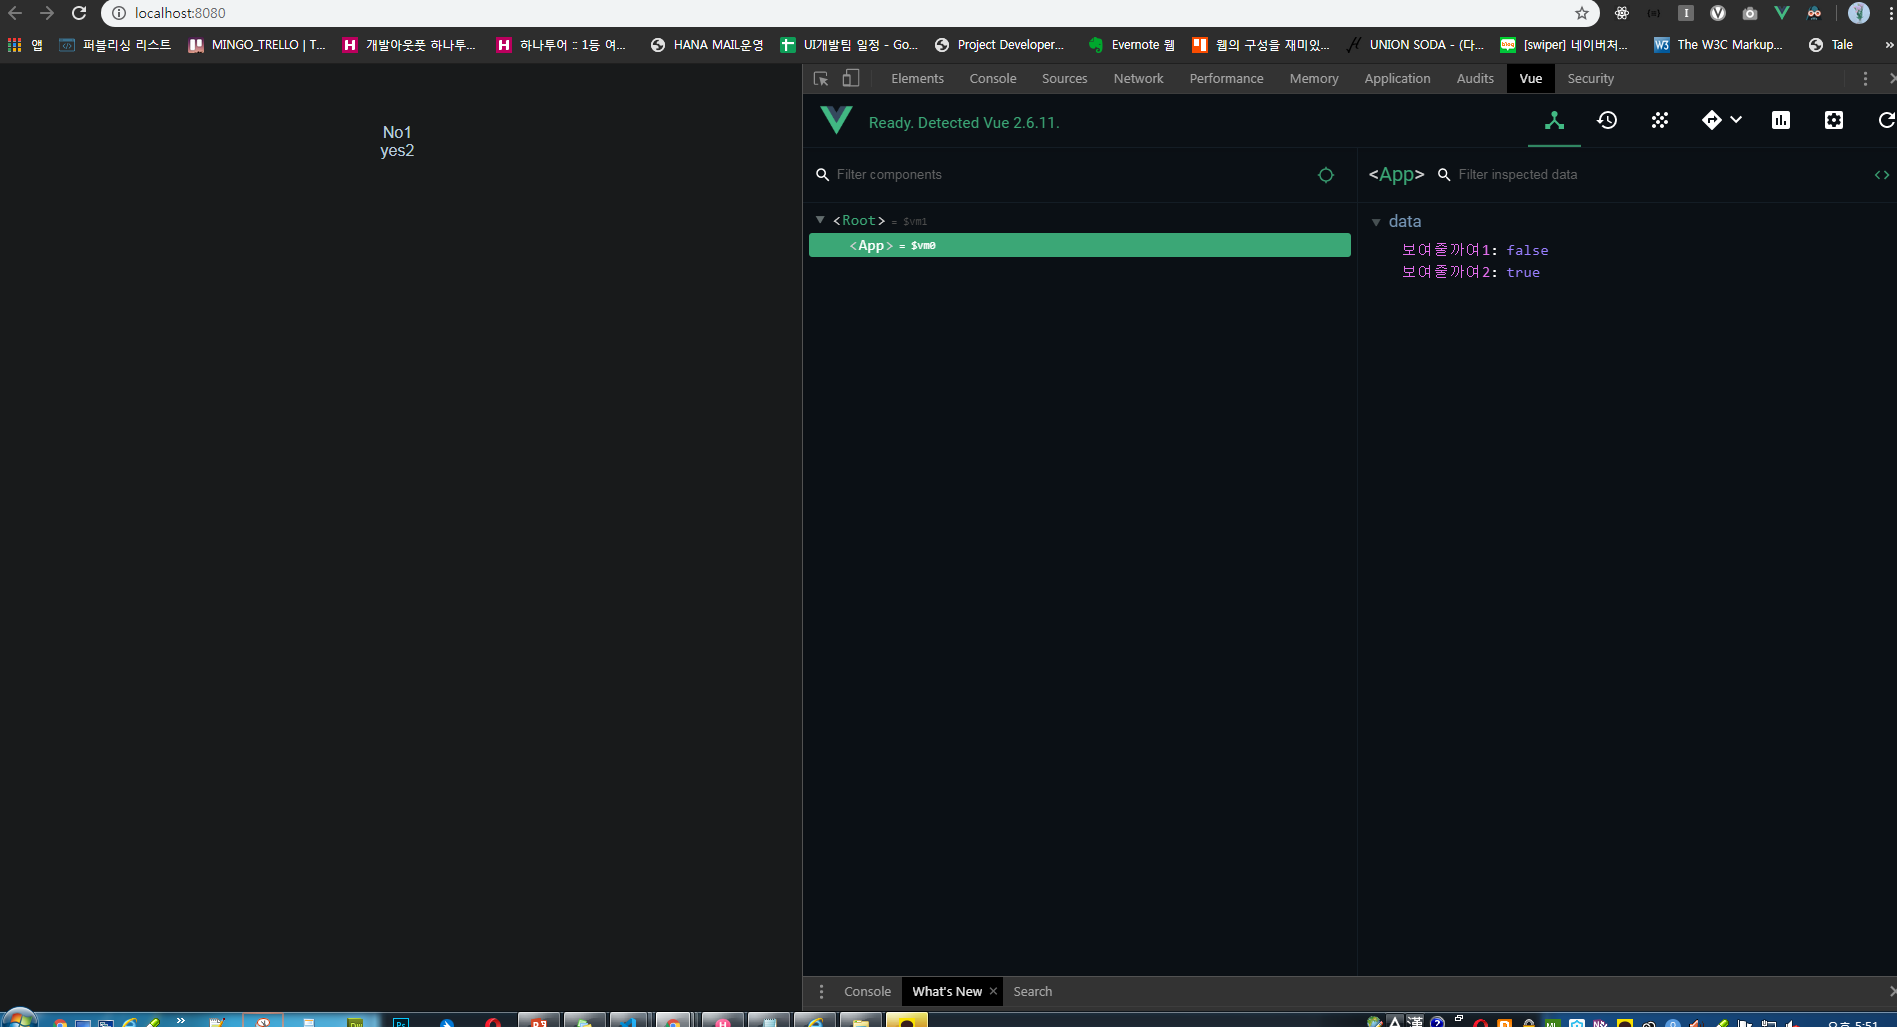 localhost:8080
앱 퍼블리싱 리스트 MINGO_TRELLO | T... 개발아웃풋 하나투... 하나투어 :: 1등 여... HANA MAIL운영 UI개발팀 일정 - Go... Project Developer... Evernote 웹 웹의 구성을 재미있... UNION SODA - (다... [swiper] 네이버처... The W3C Markup... Tale »
Elements Console Sources Network Performance Memory Application Audits Vue Security
Ready. Detected Vue 2.6.11.
Filter components
<App> Filter inspected data
<Root> = $vm1
<App> = $vm0
data
보여줄까여1: false
보여줄까여2: true
No1
yes2
Console What's New × Search
오후 5:51